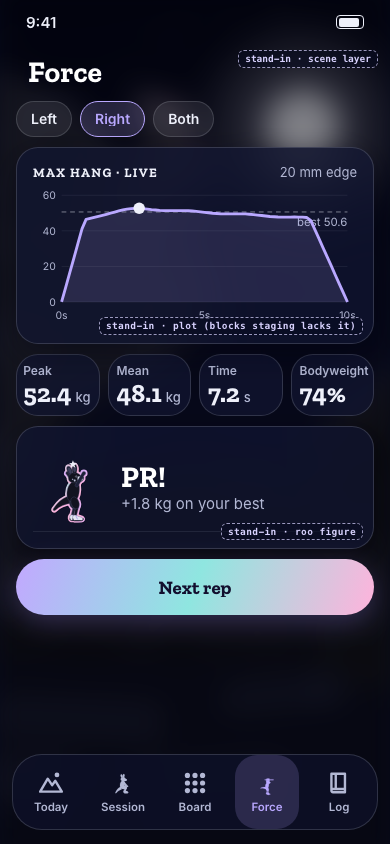 09:41
stand-in · scene layer
Force
Left Right Both
MAX HANG · LIVE 20 mm edge
60
best 50.6
40
20
0
0s 5s 10s
stand-in · plot (blocks staging lacks it)
Peak Mean Time Bodyweight
52.4 kg 48.1 kg 7.2 s 74%
PR!
+1.8 kg on your best
stand-in · roo figure
Next rep
Today Session Board Force Log